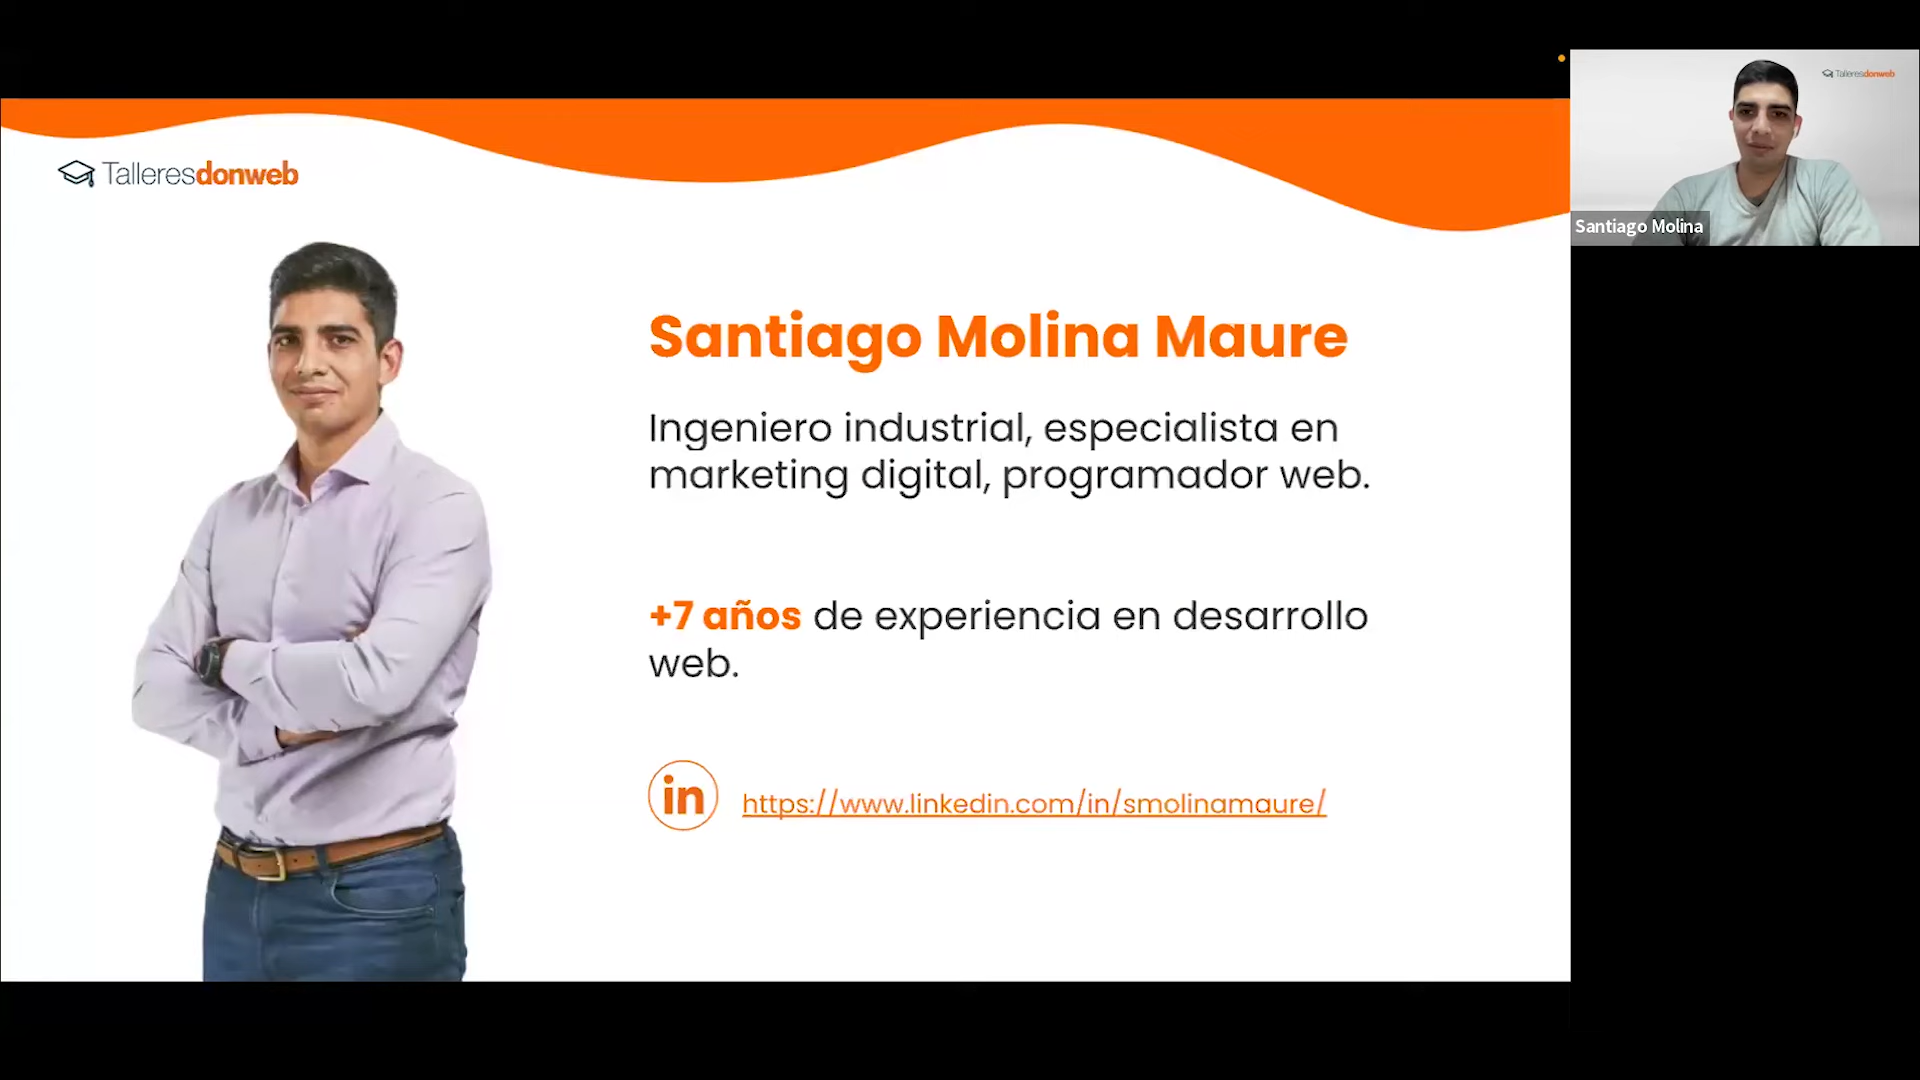 Talleresdonweb
Santiago Molina Maure
Ingeniero industrial, especialista en
marketing digital, programador web.
+7 años de experiencia en desarrollo
web.
in
https://www.linkedin.com/in/smolinamaure/
Talleresdonweb
Santiago Molina